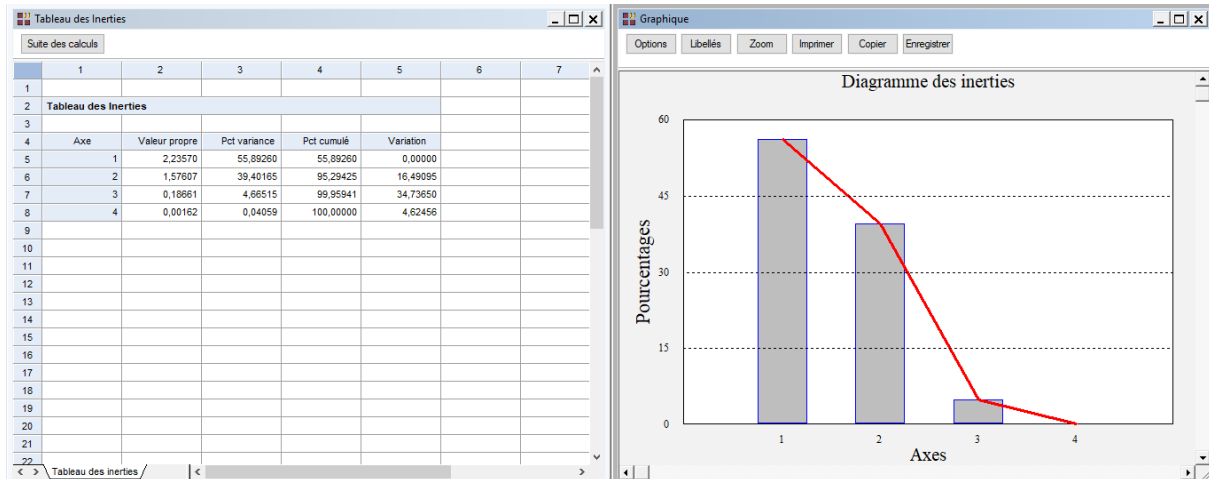 Tableau des Inerties
Suite des calculs
1 2 3 4 5 6 7
1
2 Tableau des Inerties
3
4 Axe Valeur propre Pct variance Pct cumulé Variation
5 1 2,23570 55,89260 55,89260 0,00000
6 2 1,57607 39,40165 95,29425 16,49095
7 3 0,18661 4,66515 99,95941 34,73650
8 4 0,00162 0,04059 100,00000 4,62456
9
10
11
12
13
14
15
16
17
18
19
20
21
22
Tableau des inerties
Graphique
Options Libellés Zoom Imprimer Copier Enregistrer
Diagramme des inerties
60
45
30
15
0
Pourcentages
1 2 3 4
Axes